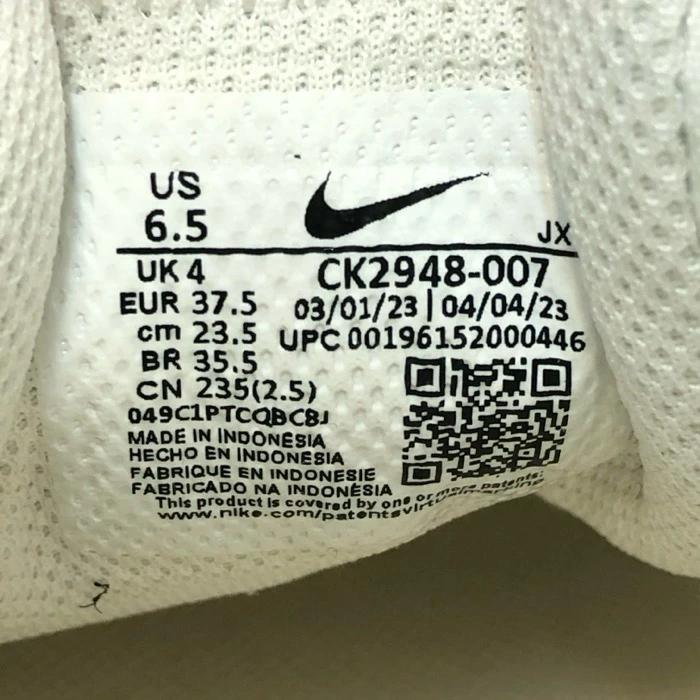 US
6.5
JX
UK 4
CK2948-007
EUR 37.5
03/01/23 | 04/04/23
cm 23.5
UPC 00196152000446
BR 35.5
CN 235(2.5)
049C1PTCQBC8J
MADE IN INDONESIA
HECHO EN INDONESIA
FABRIQUE EN INDONESIE
FABRICADO NA INDONÉSIA
This product is covered by one or more patents:
www.nike.com/patentsvirtualmarking